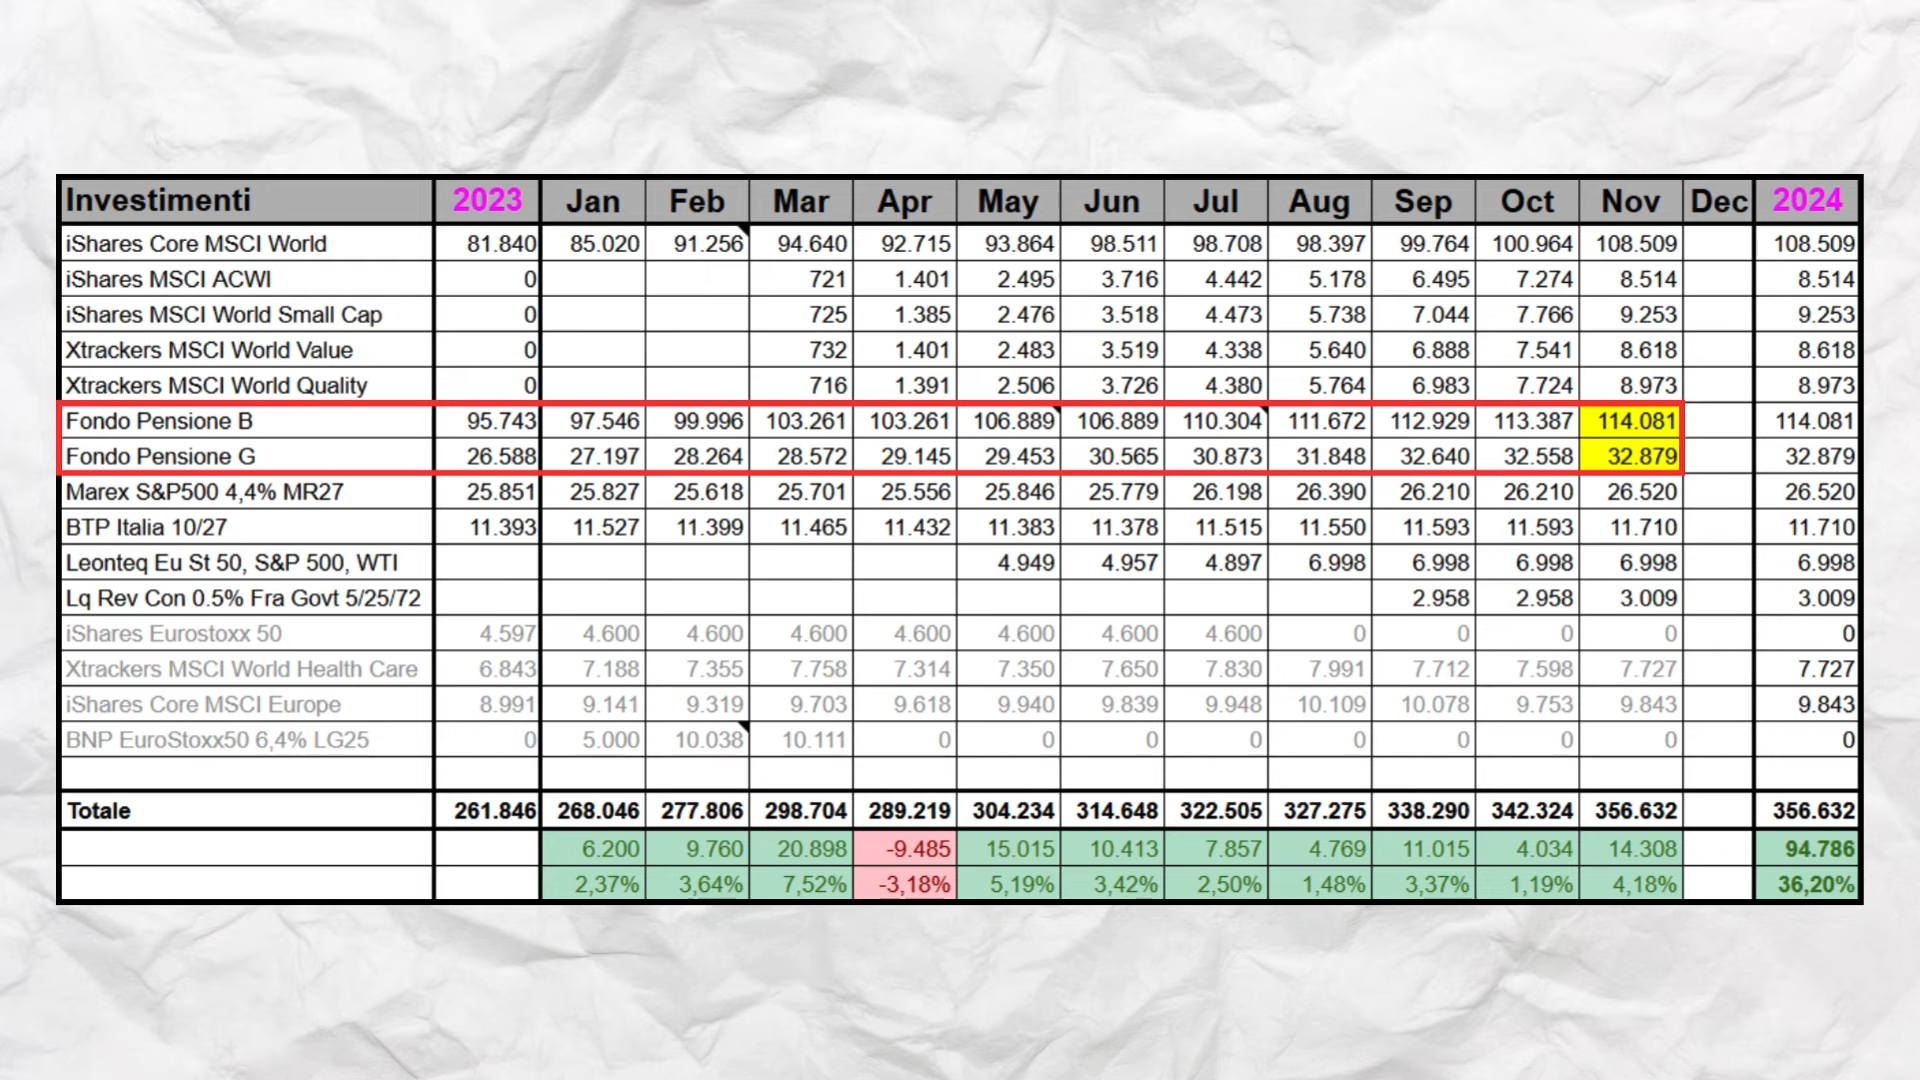 Investimenti 2023 Jan Feb Mar Apr May Jun Jul Aug Sep Oct Nov Dec 2024
iShares Core MSCI World 81.840 85.020 91.256 94.640 92.715 93.864 98.511 98.708 98.397 99.764 100.964 108.509 108.509
iShares MSCI ACWI 0 721 1.401 2.495 3.716 4.442 5.178 6.495 7.274 8.514 8.514
iShares MSCI World Small Cap 0 725 1.385 2.476 3.518 4.473 5.738 7.044 7.766 9.253 9.253
Xtrackers MSCI World Value 0 732 1.401 2.483 3.519 4.338 5.640 6.888 7.541 8.618 8.618
Xtrackers MSCI World Quality 0 716 1.391 2.506 3.726 4.380 5.764 6.983 7.724 8.973 8.973
Fondo Pensione B 95.743 97.546 99.996 103.261 103.261 106.889 106.889 110.304 111.672 112.929 113.387 114.081 114.081
Fondo Pensione G 26.588 27.197 28.264 28.572 29.145 29.453 30.565 30.873 31.848 32.640 32.558 32.879 32.879
Marex S&P500 4,4% MR27 25.851 25.827 25.618 25.701 25.556 25.846 25.779 26.198 26.390 26.210 26.210 26.520 26.520
BTP Italia 10/27 11.393 11.527 11.399 11.465 11.432 11.383 11.378 11.515 11.550 11.593 11.593 11.710 11.710
Leonteq Eu St 50, S&P 500, WTI 4.949 4.957 4.897 6.998 6.998 6.998 6.998 6.998
Lq Rev Con 0.5% Fra Govt 5/25/72 2.958 2.958 3.009 3.009
iShares Eurostoxx 50 4.597 4.600 4.600 4.600 4.600 4.600 4.600 4.600 0 0 0 0 0
Xtrackers MSCI World Health Care 6.843 7.188 7.355 7.758 7.314 7.350 7.650 7.830 7.991 7.712 7.598 7.727 7.727
iShares Core MSCI Europe 8.991 9.141 9.319 9.703 9.618 9.940 9.839 9.948 10.109 10.078 9.753 9.843 9.843
BNP EuroStoxx50 6,4% LG25 0 5.000 10.038 10.111 0 0 0 0 0 0 0 0 0
Totale 261.846 268.046 277.806 298.704 289.219 304.234 314.648 322.505 327.275 338.290 342.324 356.632 356.632
6.200 9.760 20.898 -9.485 15.015 10.413 7.857 4.769 11.015 4.034 14.308 94.786
2,37% 3,64% 7,52% -3,18% 5,19% 3,42% 2,50% 1,48% 3,37% 1,19% 4,18% 36,20%